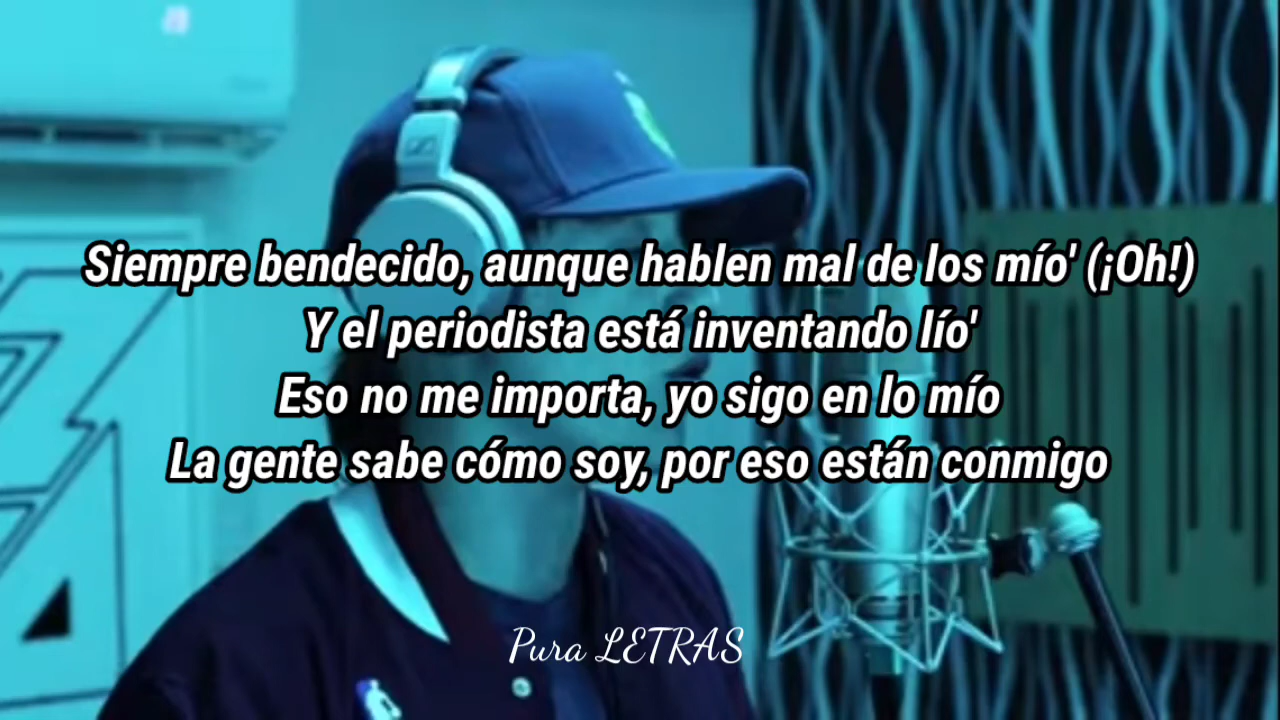 Siempre bendecido, aunque hablen mal de los mío' (¡Oh!)
Y el periodista está inventando lío'
Eso no me importa, yo sigo en lo mío
La gente sabe cómo soy, por eso están conmigo
Pura LETRAS